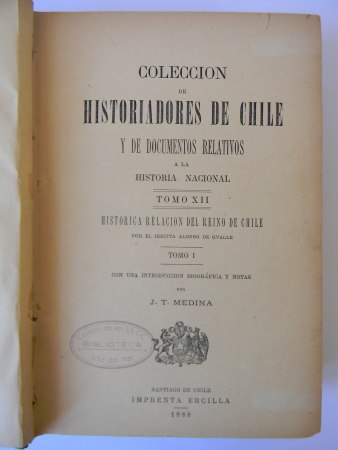 COLECCION
DE
HISTORIADORES DE CHILE
Y DE DOCUMENTOS RELATIVOS
A LA
HISTORIA NACIONAL
TOMO XII
HISTÓRICA RELACION DEL REINO DE CHILE
POR EL JESUITA ALONSO DE OVALLE
TOMO I
CON UNA INTRODUCCION BIOGRÁFICA Y NOTAS
POR
J. T. MEDINA
BIBLIOTECA
SANTIAGO DE CHILE
IMPRENTA ERCILLA
1888